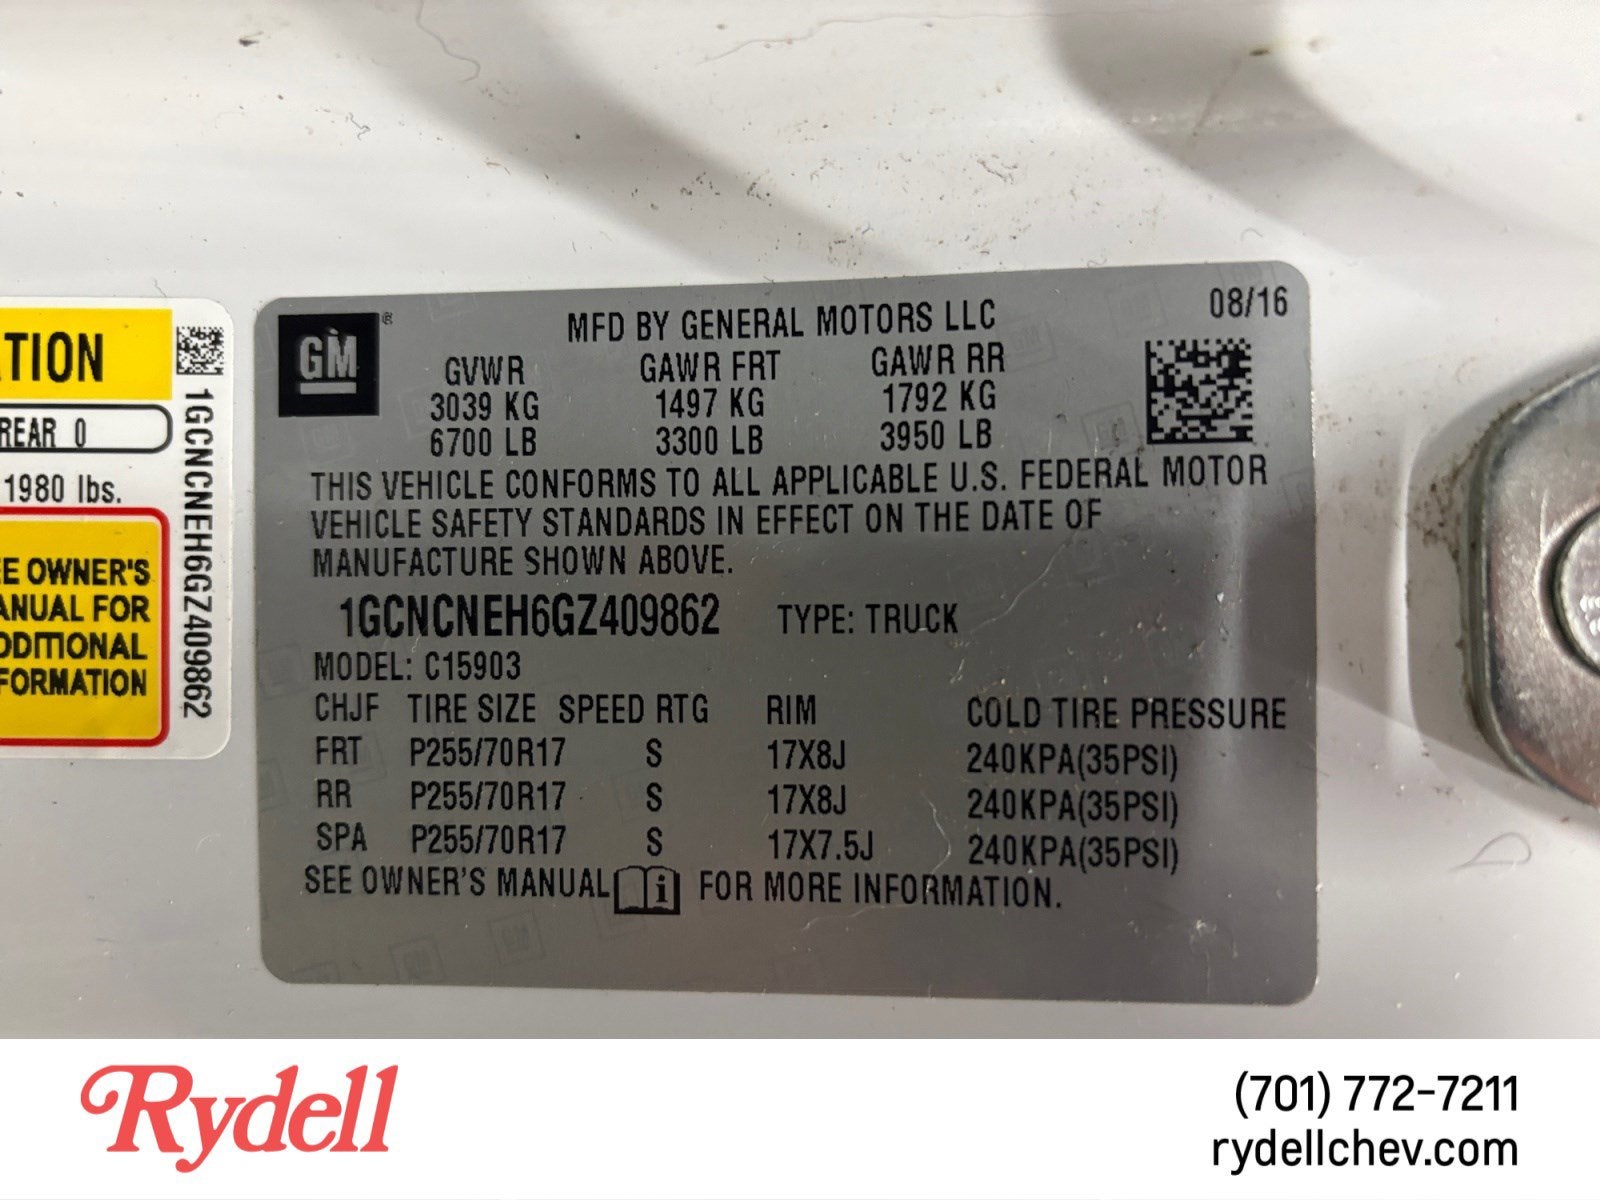 TION
REAR 0
1980 lbs.
EE OWNER'S
ANUAL FOR
DDITIONAL
FORMATION
1GCNCNEH6GZ409862
GM®
MFD BY GENERAL MOTORS LLC 08/16
GVWR GAWR FRT GAWR RR
3039 KG 1497 KG 1792 KG
6700 LB 3300 LB 3950 LB
THIS VEHICLE CONFORMS TO ALL APPLICABLE U.S. FEDERAL MOTOR
VEHICLE SAFETY STANDARDS IN EFFECT ON THE DATE OF
MANUFACTURE SHOWN ABOVE.
1GCNCNEH6GZ409862 TYPE: TRUCK
MODEL: C15903
CHJF TIRE SIZE SPEED RTG RIM COLD TIRE PRESSURE
FRT P255/70R17 S 17X8J 240KPA(35PSI)
RR P255/70R17 S 17X8J 240KPA(35PSI)
SPA P255/70R17 S 17X7.5J 240KPA(35PSI)
SEE OWNER'S MANUAL i FOR MORE INFORMATION.
Rydell
(701) 772-7211
rydellchev.com